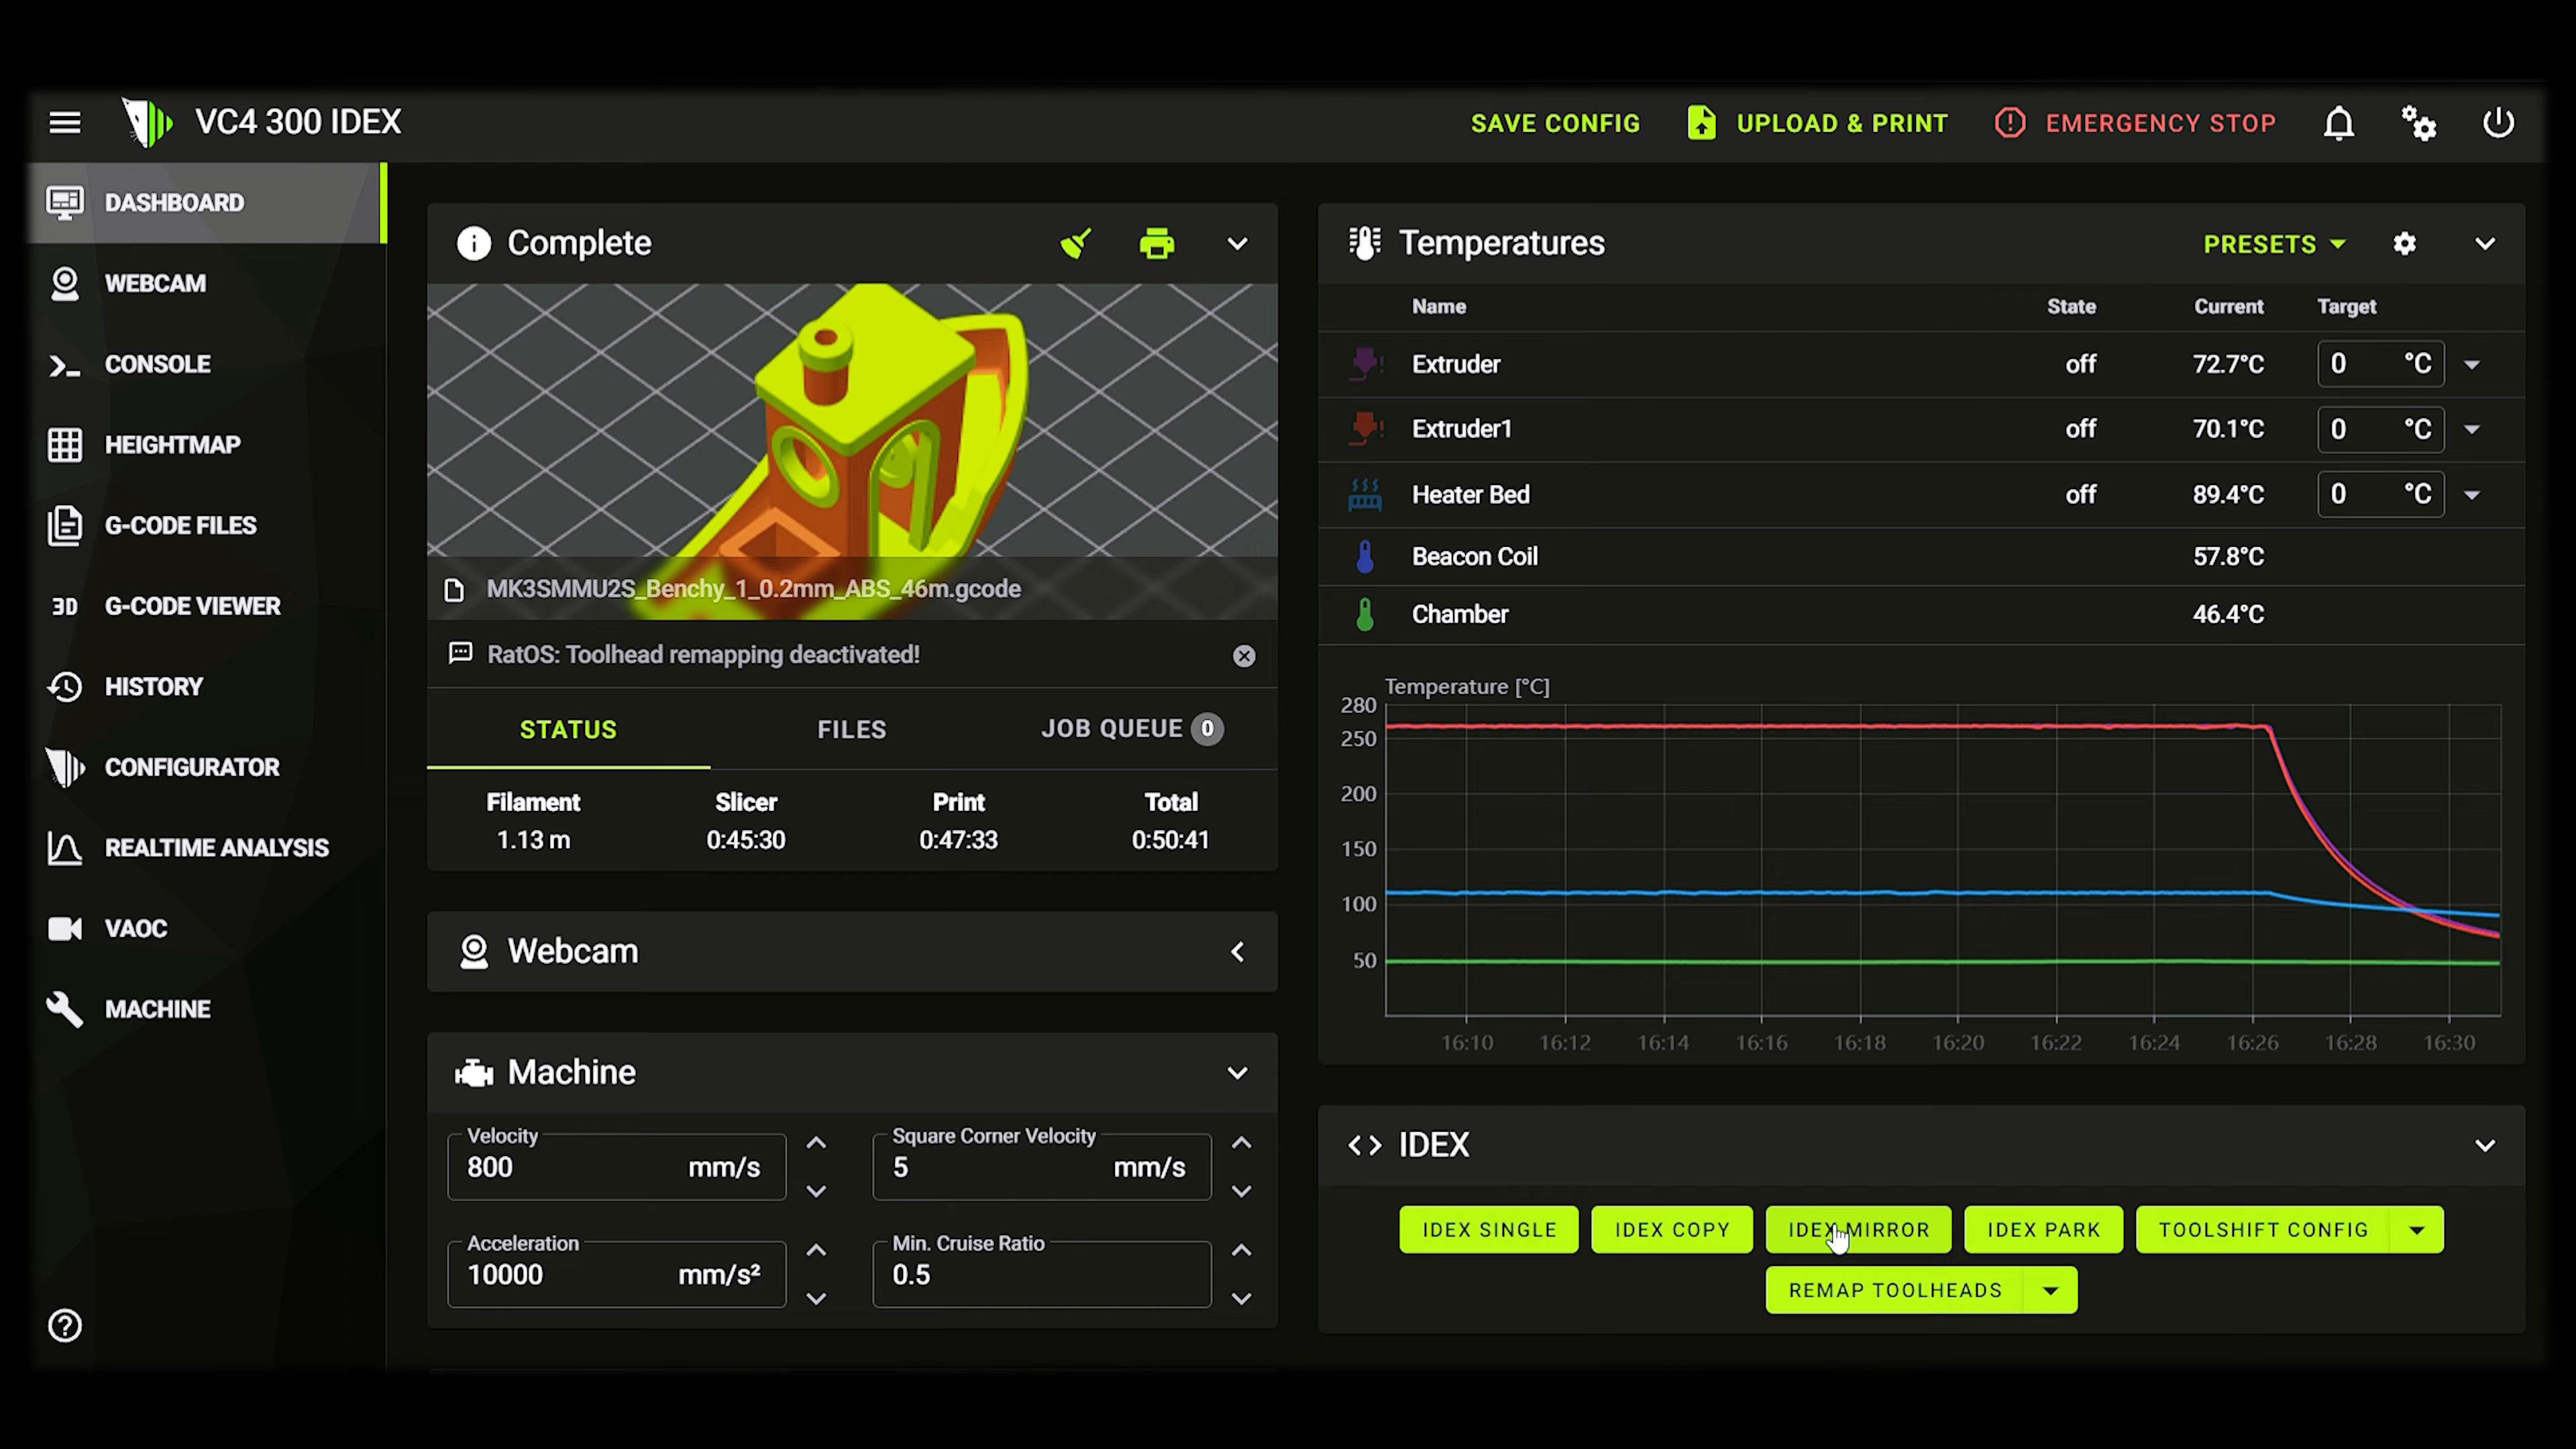 VC4 300 IDEX
SAVE CONFIG
UPLOAD & PRINT
EMERGENCY STOP
DASHBOARD
WEBCAM
CONSOLE
HEIGHTMAP
G-CODE FILES
3D G-CODE VIEWER
HISTORY
CONFIGURATOR
REALTIME ANALYSIS
VAOC
MACHINE
Complete
MK3SMMU2S_Benchy_1_0.2mm_ABS_46m.gcode
RatOS: Toolhead remapping deactivated!
STATUS FILES JOB QUEUE 0
Filament Slicer Print Total
1.13 m 0:45:30 0:47:33 0:50:41
Webcam
Machine
Velocity Square Corner Velocity
800 mm/s 5 mm/s
Acceleration Min. Cruise Ratio
10000 mm/s² 0.5
Temperatures PRESETS
Name State Current Target
Extruder off 72.7°C 0 °C
Extruder1 off 70.1°C 0 °C
Heater Bed off 89.4°C 0 °C
Beacon Coil 57.8°C
Chamber 46.4°C
Temperature [°C]
280
250
200
150
100
50
16:10 16:12 16:14 16:16 16:18 16:20 16:22 16:24 16:26 16:28 16:30
IDEX
IDEX SINGLE IDEX COPY IDEX MIRROR IDEX PARK TOOLSHIFT CONFIG
REMAP TOOLHEADS